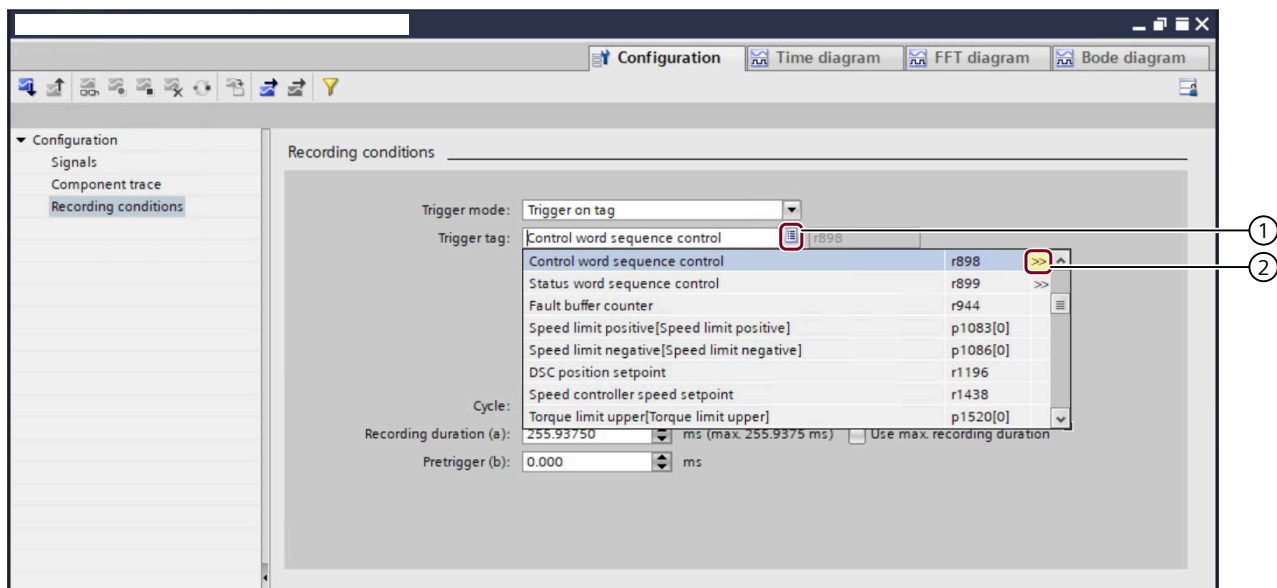 Configuration Time diagram FFT diagram Bode diagram
Configuration
Signals
Component trace
Recording conditions
Recording conditions
Trigger mode: Trigger on tag
Trigger tag: Control word sequence control r898
1
Control word sequence control r898 >>
2
Status word sequence control r899 >>
Fault buffer counter r944
Speed limit positive[Speed limit positive] p1083[0]
Speed limit negative[Speed limit negative] p1086[0]
DSC position setpoint r1196
Speed controller speed setpoint r1438
Cycle:
Torque limit upper[Torque limit upper] p1520[0]
Recording duration (a): 255.93750 ms (max. 255.9375 ms) Use max. recording duration
Pretrigger (b): 0.000 ms